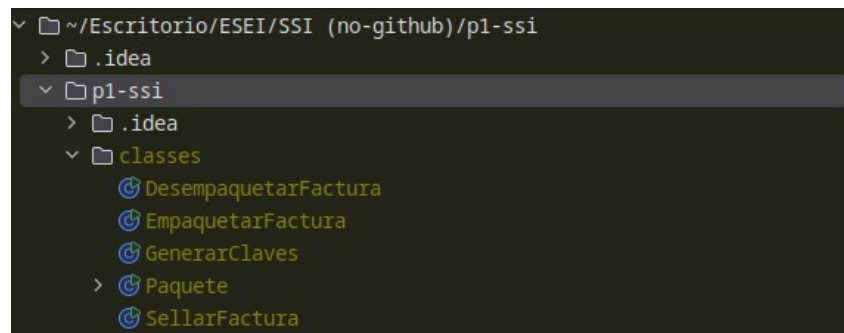 ~/Escritorio/ESEI/SSI (no-github)/p1-ssi
.idea
p1-ssi
.idea
classes
DesempaquetarFactura
EmpaquetarFactura
GenerarClaves
Paquete
SellarFactura